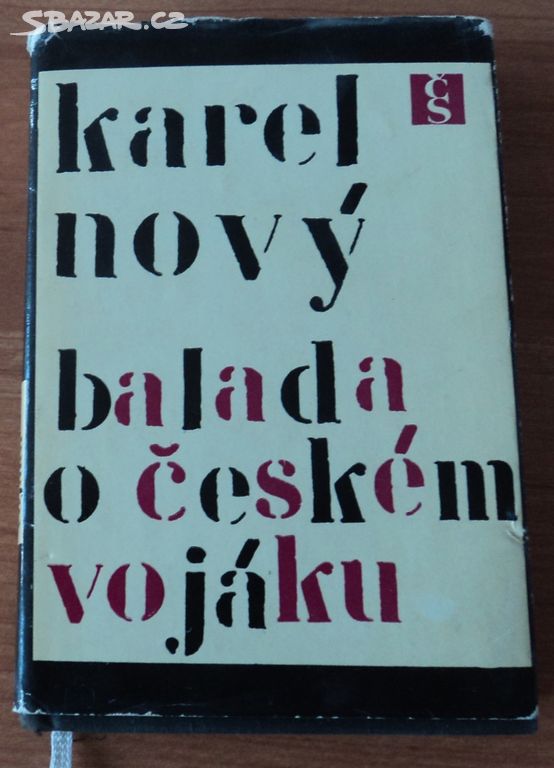 SBAZAR.CZ
karel
nový
čs
balada
o českém
vojáku